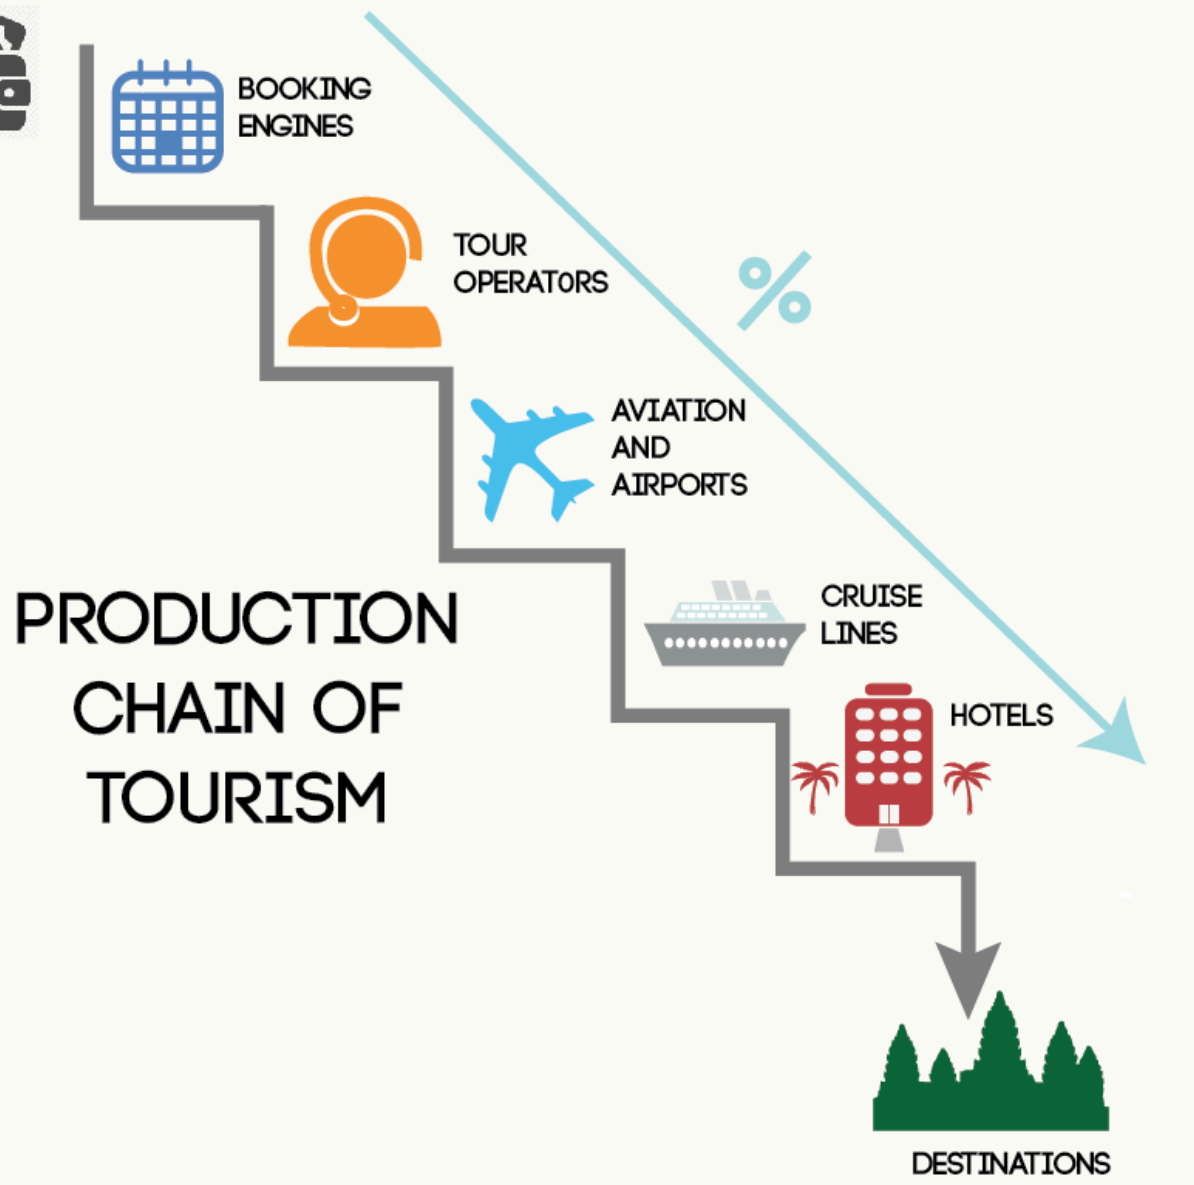 BOOKING
ENGINES
TOUR
OPERATORS
%
AVIATION
AND
AIRPORTS
CRUISE
LINES
PRODUCTION
CHAIN OF
TOURISM
HOTELS
DESTINATIONS